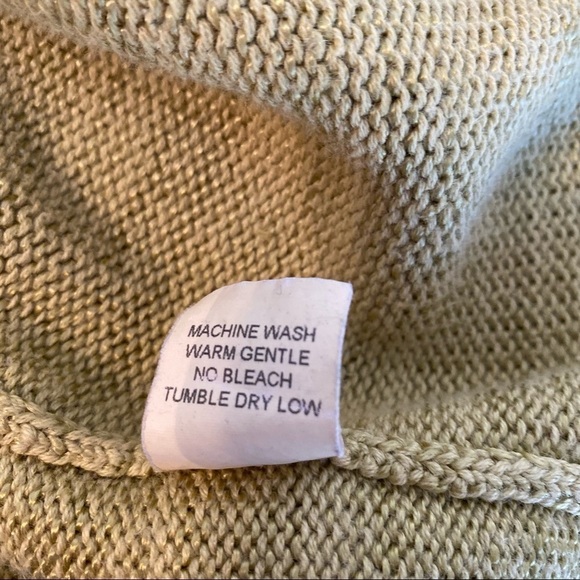 MACHINE WASH
WARM GENTLE
NO BLEACH
TUMBLE DRY LOW